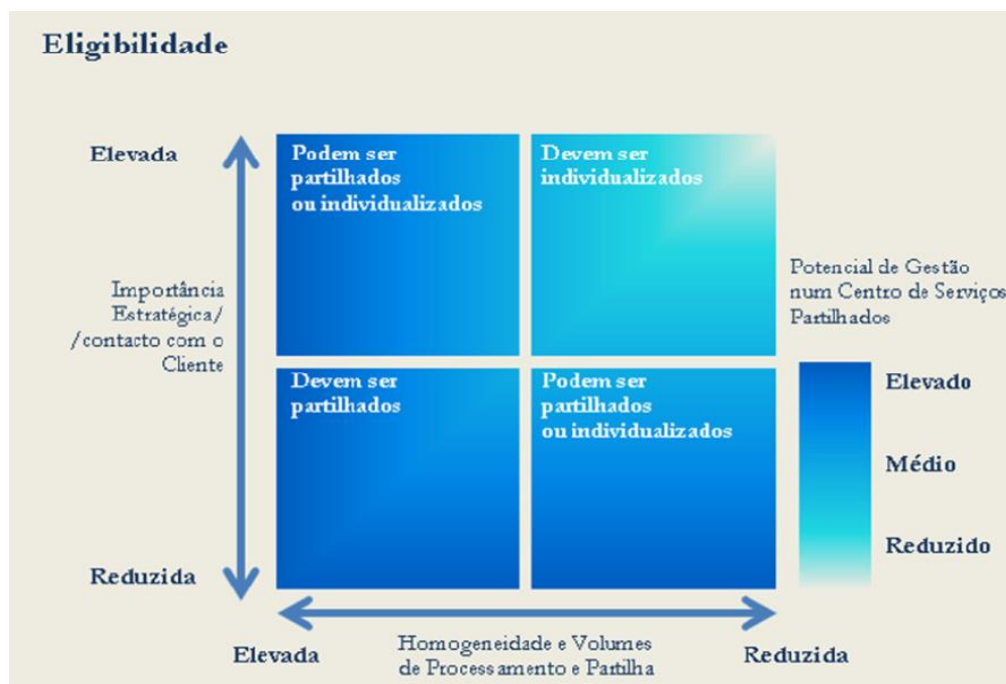 Eligibilidade
Elevada
Podem ser
partilhados
ou individualizados
Devem ser
individualizados
Importância
Estratégica/
/contacto com o
Cliente
Potencial de Gestão
num Centro de Serviços
Partilhados
Devem ser
partilhados
Podem ser
partilhados
ou individualizados
Elevado
Médio
Reduzido
Reduzida
Elevada
Homogeneidade e Volumes
de Processamento e Partilha
Reduzida